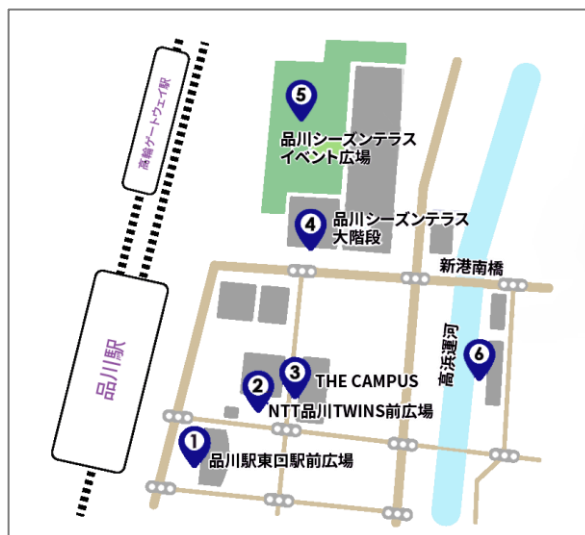 高輪ゲートウェイ駅
5
品川シーズンテラス
イベント広場
4
品川シーズンテラス
大階段
新港南橋
品川駅
高浜運河
6
3
THE CAMPUS
2
NTT品川TWINS前広場
1
品川駅東口駅前広場